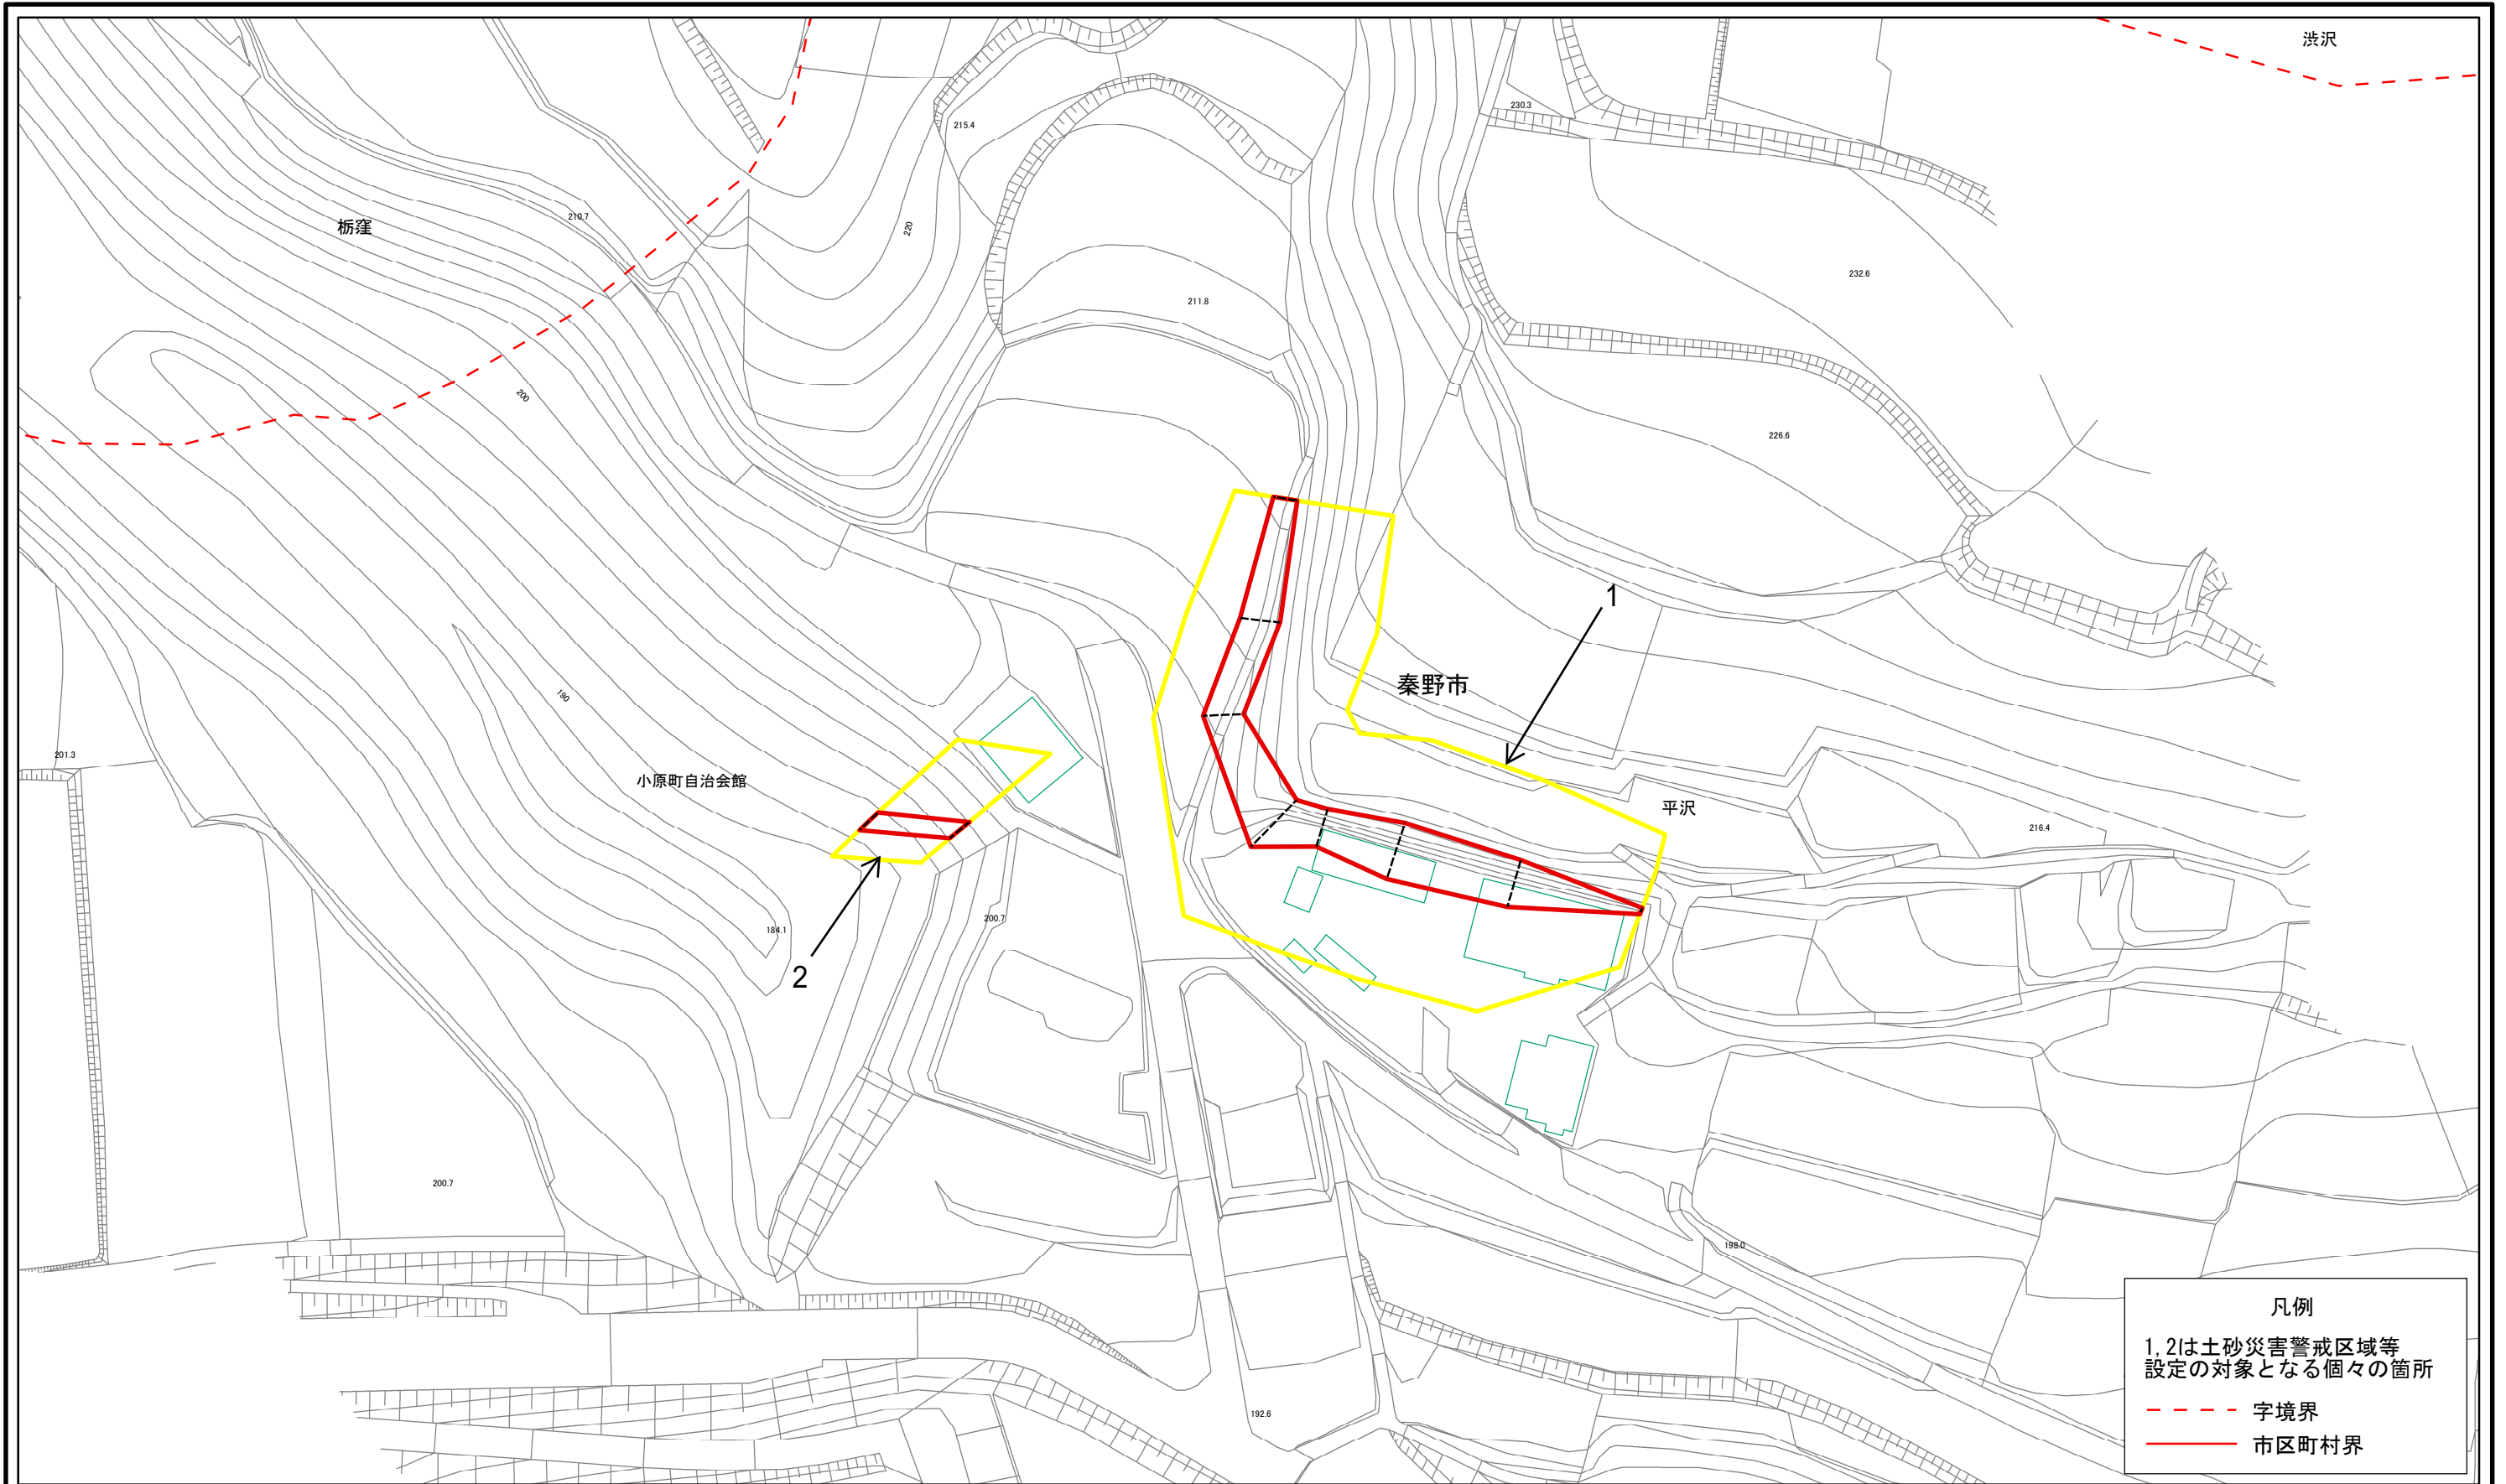 渋沢
230.3
215.4
栃窪
210.7
220
232.6
211.8
200
226.6
1
秦野市
190
201.3
小原町自治会館
平沢
216.4
200.7
184.1
2
200.7
198.0
192.6
凡例
1,2は土砂災害警戒区域等
設定の対象となる個々の箇所
字境界
市区町村界